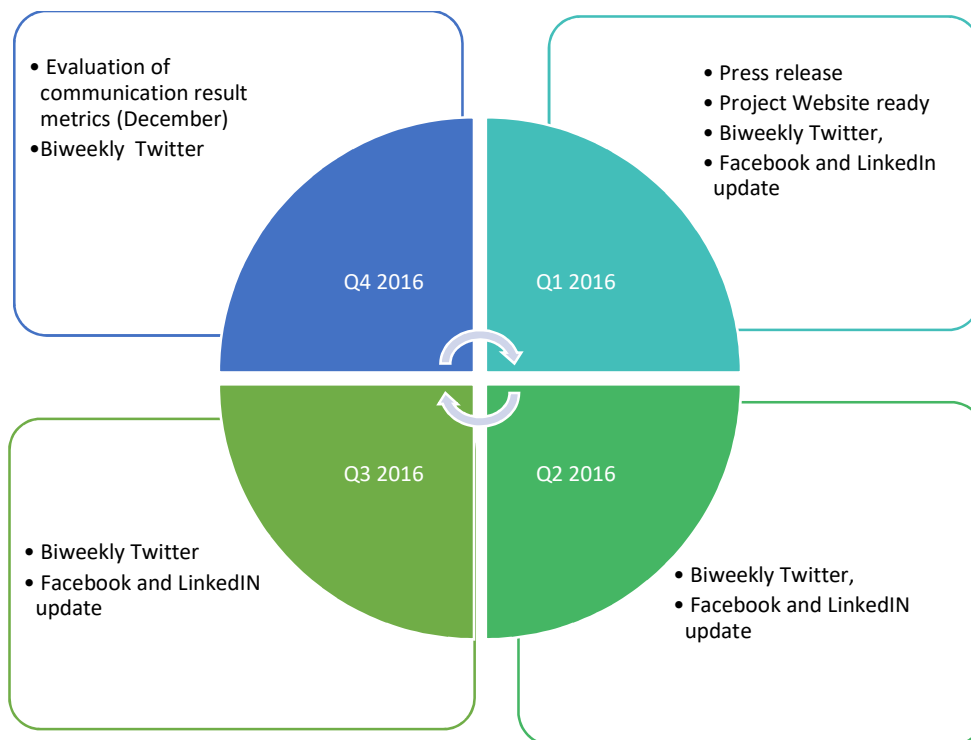 • Evaluation of
communication result
metrics (December)
•Biweekly  Twitter
• Press release
• Project Website ready
• Biweekly Twitter,
• Facebook and LinkedIn
update
Q4 2016
Q1 2016
Q3 2016
Q2 2016
• Biweekly Twitter
• Facebook and LinkedIN
update
• Biweekly Twitter,
• Facebook and LinkedIN
update